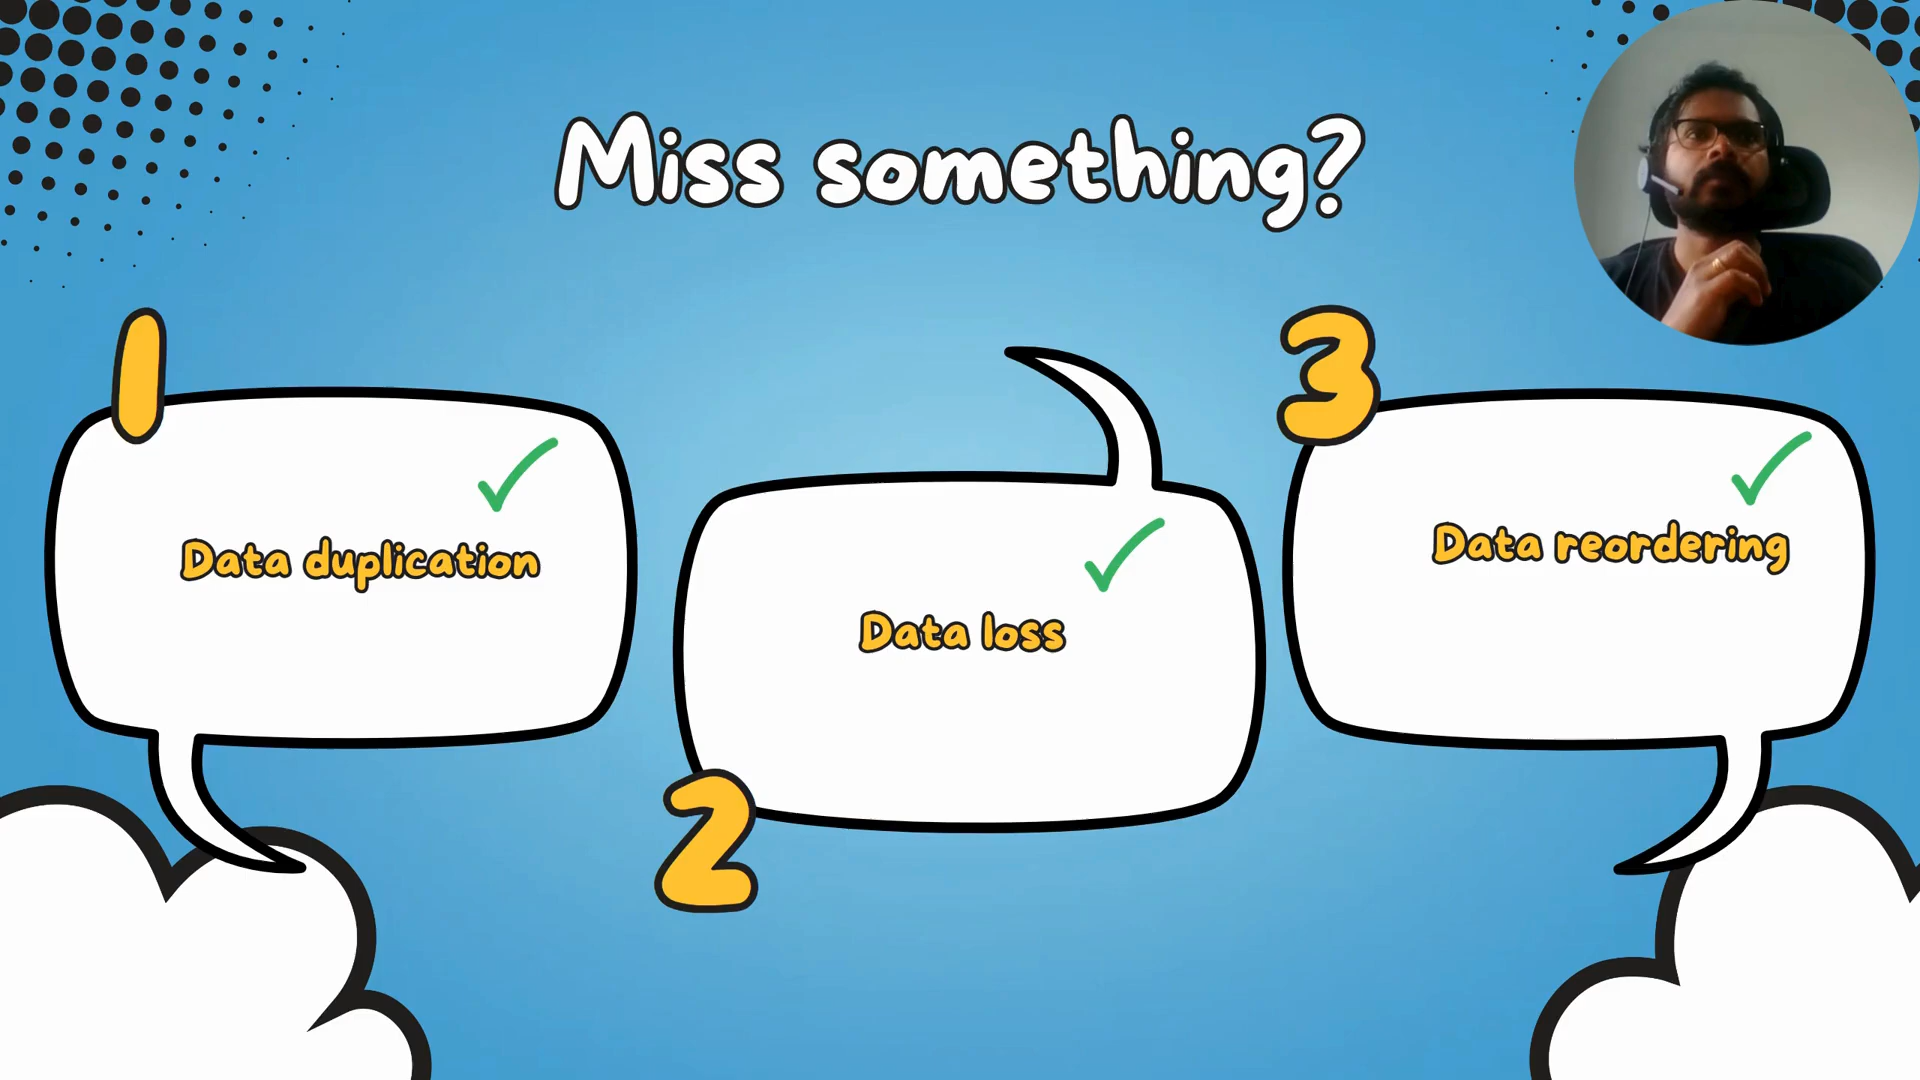 Miss something?
1
Data duplication
2
Data loss
3
Data reordering